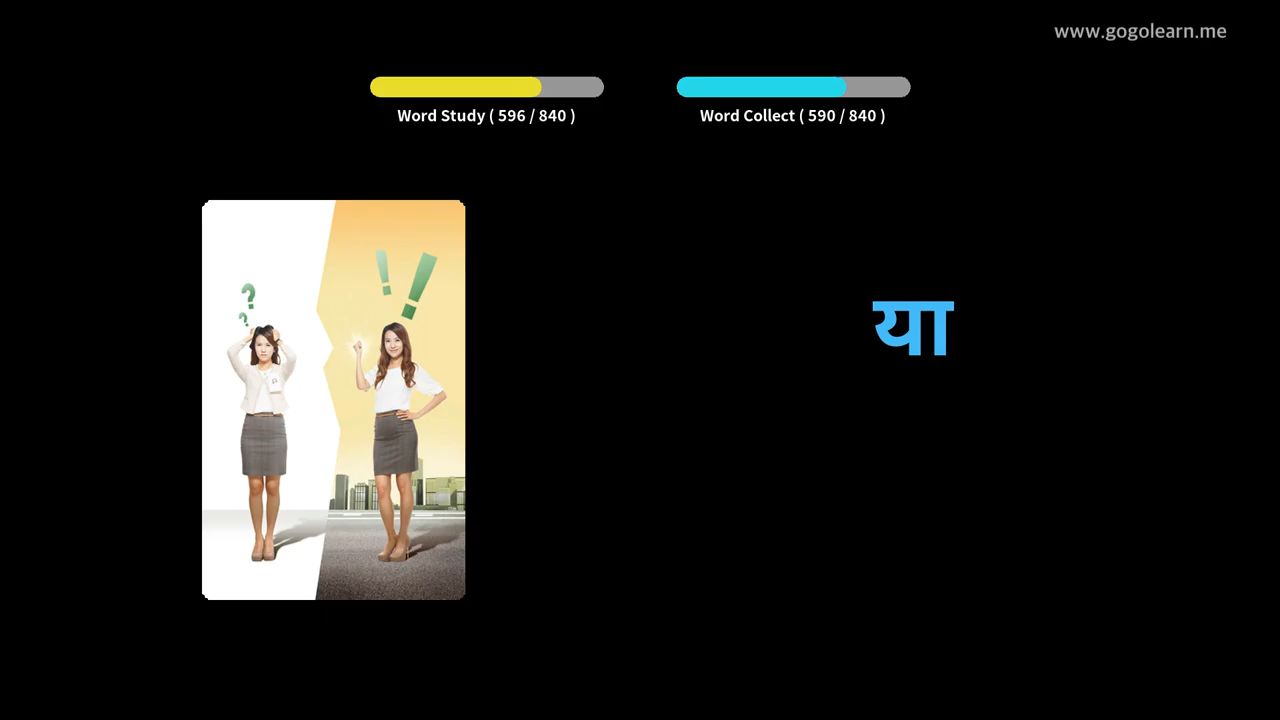 www.gogolearn.me
Word Study ( 596 / 840 )
Word Collect ( 590 / 840 )
? ?
! !
या